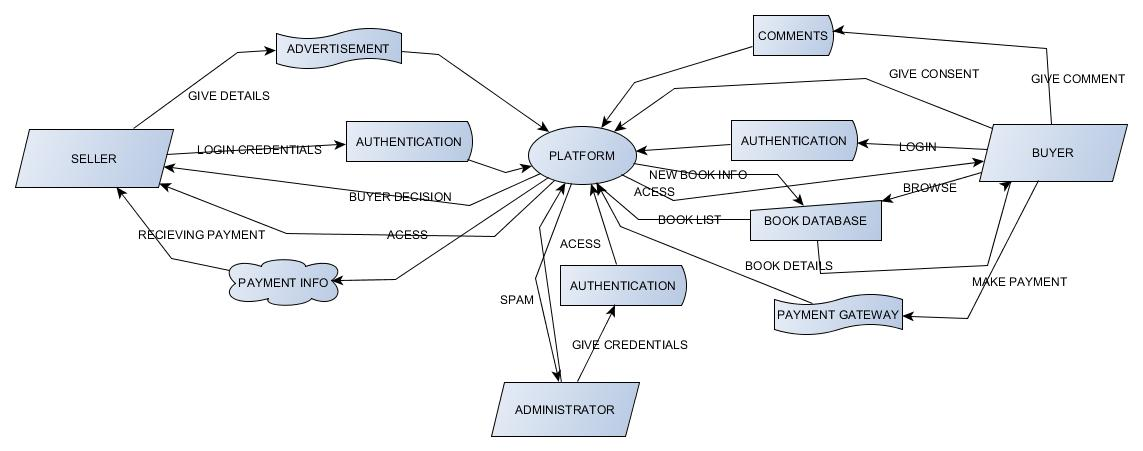 COMMENTS
ADVERTISEMENT
GIVE CONSENT
GIVE COMMENT
GIVE DETAILS
AUTHENTICATION
AUTHENTICATION
LOGIN CREDENTIALS
LOGIN
SELLER
PLATFORM
BUYER
NEW BOOK INFO
BROWSE
ACESS
BUYER DECISION
BOOK LIST
BOOK DATABASE
RECIEVING PAYMENT
ACESS
ACESS
BOOK DETAILS
PAYMENT INFO
AUTHENTICATION
MAKE PAYMENT
SPAM
PAYMENT GATEWAY
GIVE CREDENTIALS
ADMINISTRATOR